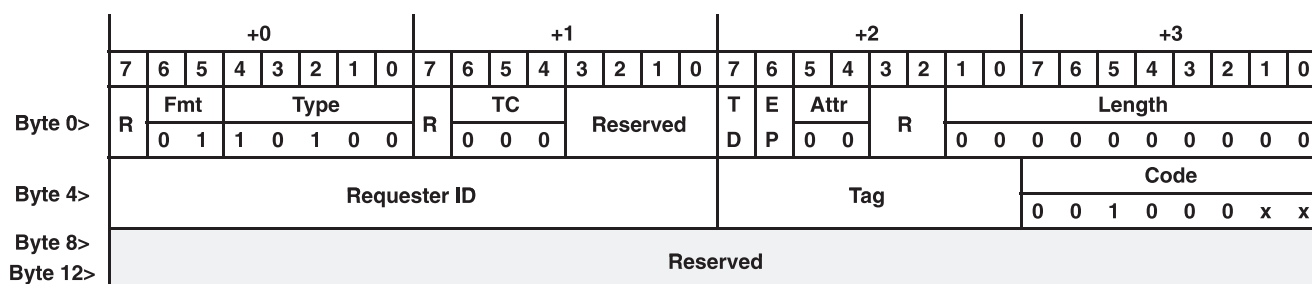 +0 +1 +2 +3
7 6 5 4 3 2 1 0 7 6 5 4 3 2 1 0 7 6 5 4 3 2 1 0 7 6 5 4 3 2 1 0
Byte 0> R Fmt Type R TC Reserved T E Attr R Length
0 1 1 0 1 0 0 0 0 0 D P 0 0 0 0 0 0 0 0 0 0 0 0
Byte 4> Requester ID Tag Code
0 0 1 0 0 0 x x
Byte 8>
Byte 12> Reserved